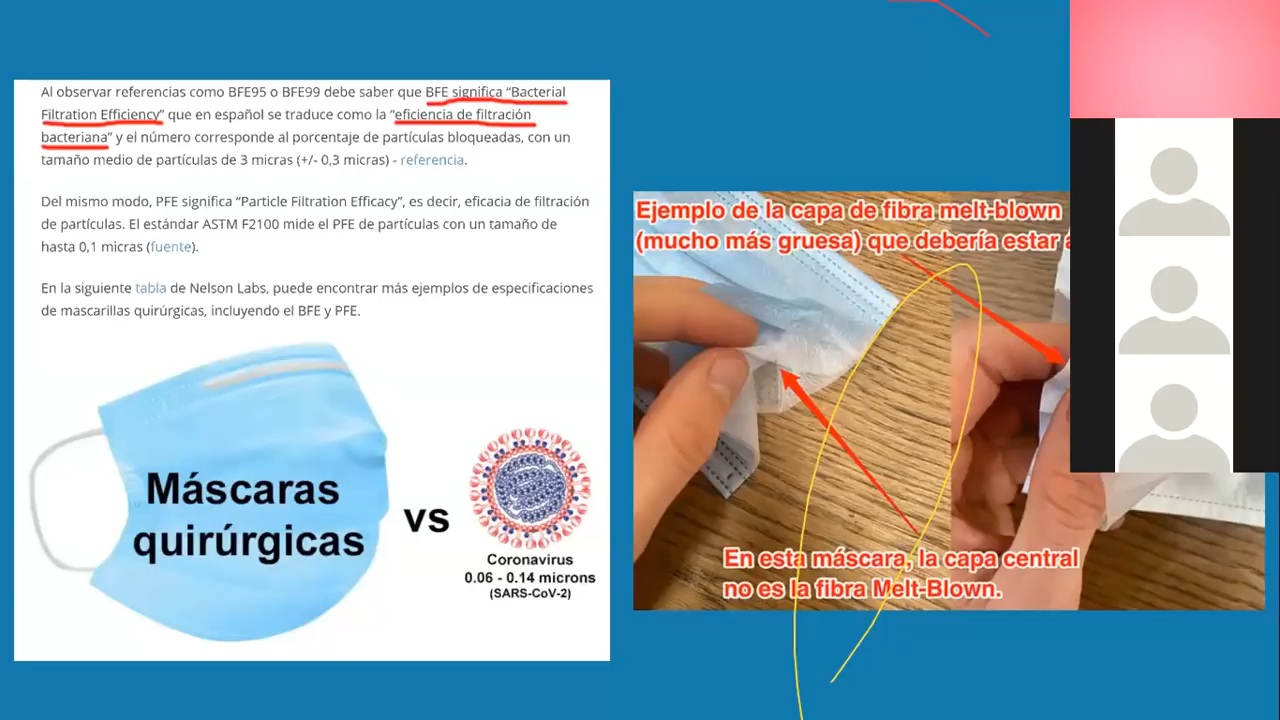 Al observar referencias como BFE95 o BFE99 debe saber que BFE significa “Bacterial
Filtration Efficiency” que en español se traduce como la “eficiencia de filtración
bacteriana” y el número corresponde al porcentaje de partículas bloqueadas, con un
tamaño medio de partículas de 3 micras (+/- 0,3 micras) - referencia.
Del mismo modo, PFE significa “Particle Filtration Efficacy”, es decir, eficacia de filtración
de partículas. El estándar ASTM F2100 mide el PFE de partículas con un tamaño de
hasta 0,1 micras (fuente).
En la siguiente tabla de Nelson Labs, puede encontrar más ejemplos de especificaciones
de mascarillas quirúrgicas, incluyendo el BFE y PFE.
Máscaras
quirúrgicas
vs
Coronavirus
0.06 - 0.14 microns
(SARS-CoV-2)
Ejemplo de la capa de fibra melt-blown
(mucho más gruesa) que debería estar
En esta máscara, la capa central
no es la fibra Melt-Blown.